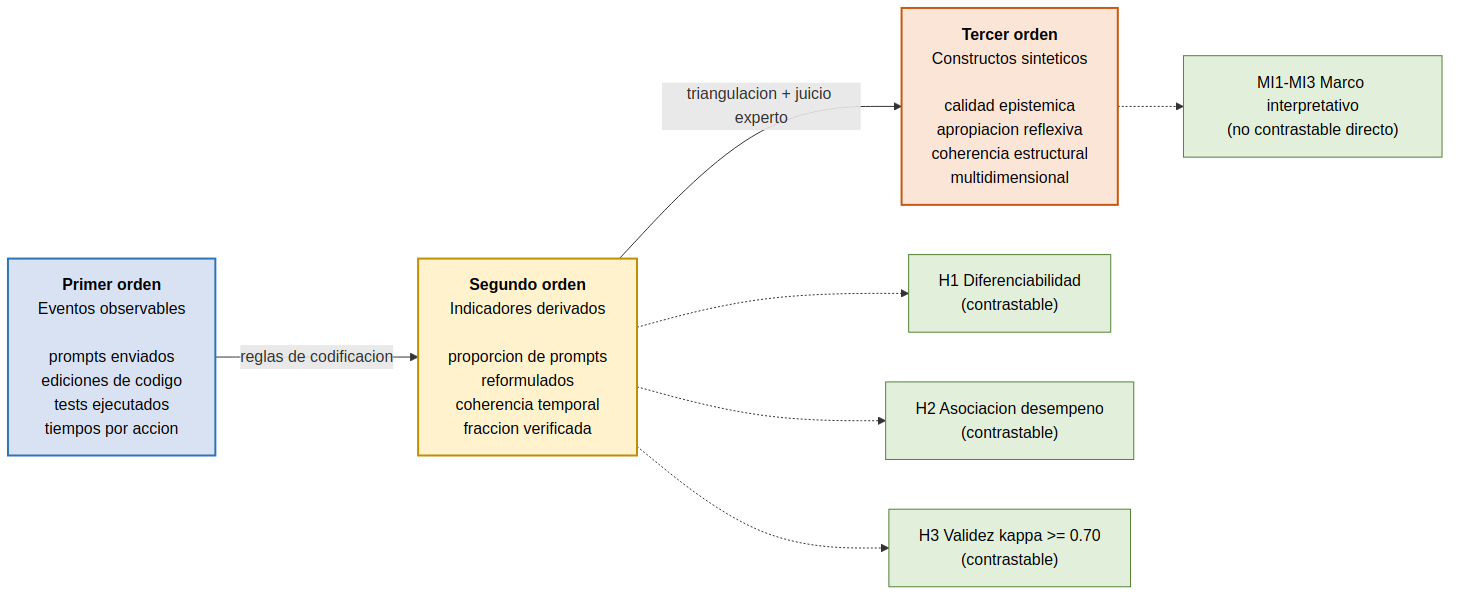 Primer orden
Eventos observables
prompts enviados
ediciones de codigo
tests ejecutados
tiempos por accion
reglas de codificacion
Segundo orden
Indicadores derivados
proporcion de prompts
reformulados
coherencia temporal
fraccion verificada
triangulacion + juicio
experto
Tercer orden
Constructos sinteticos
calidad epistemica
apropiacion reflexiva
coherencia estructural
multidimensional
MI1-MI3 Marco
interpretativo
(no contrastable directo)
H1 Diferenciabilidad
(contrastable)
H2 Asociacion desempeno
(contrastable)
H3 Validez kappa >= 0.70
(contrastable)